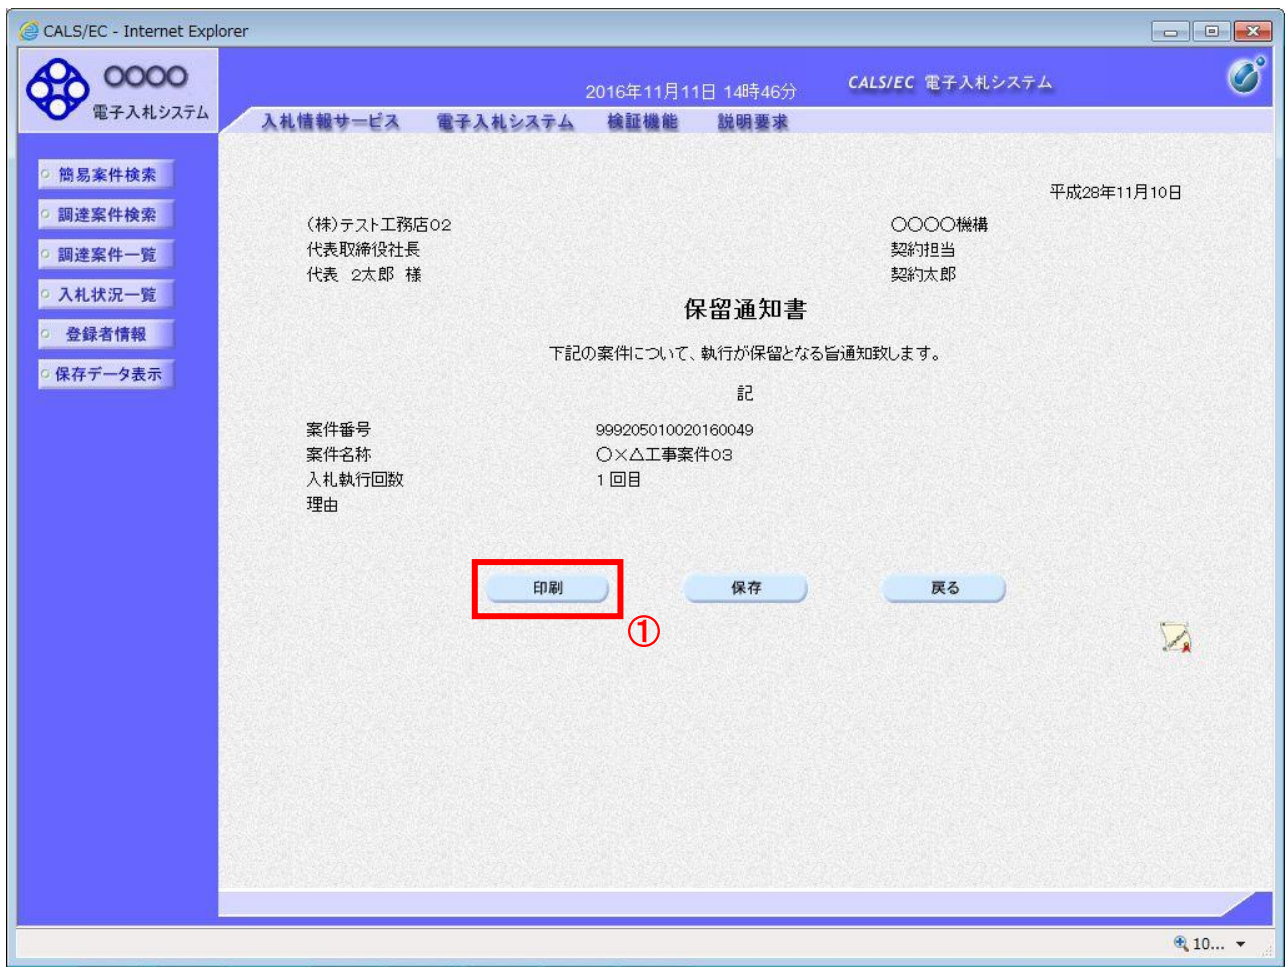 CALS/EC - Internet Explorer
○○○○
電子入札システム
2016年11月11日 14時46分
CALS/EC 電子入札システム
入札情報サービス 電子入札システム 検証機能 説明要求
簡易案件検索
調達案件検索
調達案件一覧
入札状況一覧
登録者情報
保存データ表示
平成28年11月10日
(株)テスト工務店02
代表取締役社長
代表 2太郎 様
○○○○機構
契約担当
契約太郎
保留通知書
下記の案件について、執行が保留となる旨通知致します。
記
案件番号 999205010020160049
案件名称 ○×△工事案件03
入札執行回数 1回目
理由
印刷 保存 戻る
①
10...